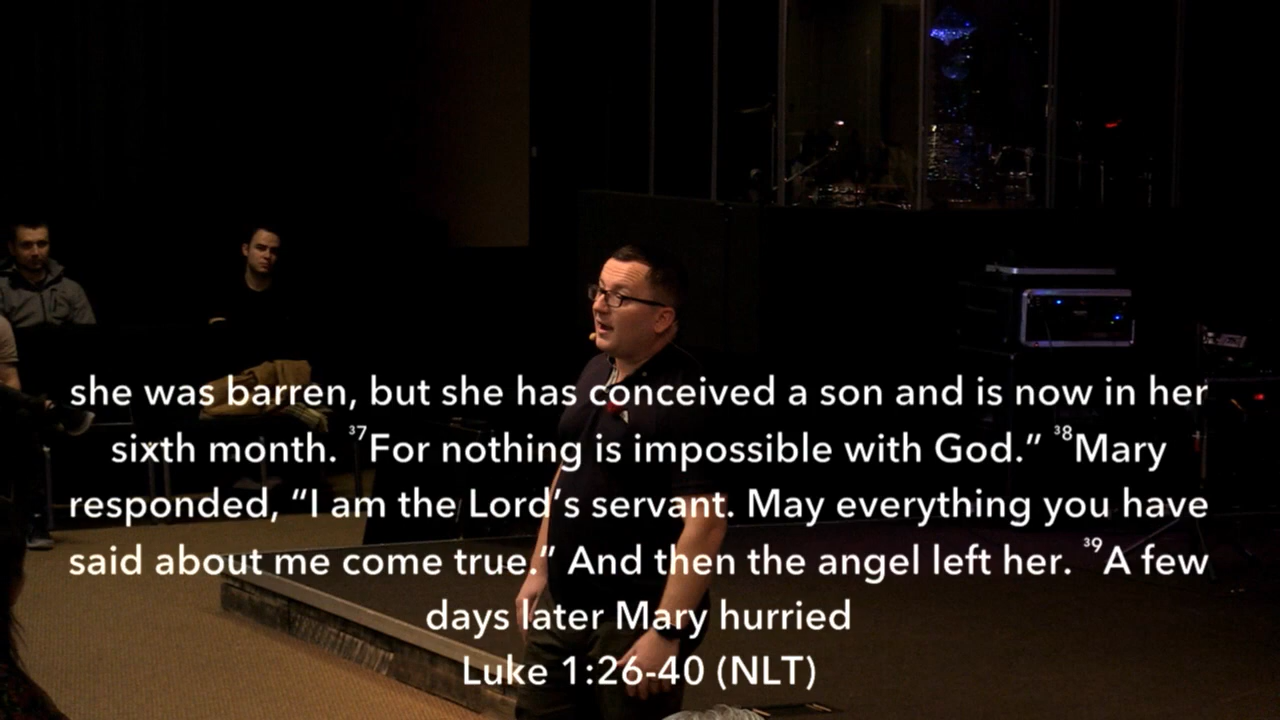 she was barren, but she has conceived a son and is now in her
sixth month. ³⁷For nothing is impossible with God.” ³⁸Mary
responded, “I am the Lord’s servant. May everything you have
said about me come true.” And then the angel left her. ³⁹A few
days later Mary hurried
Luke 1:26-40 (NLT)